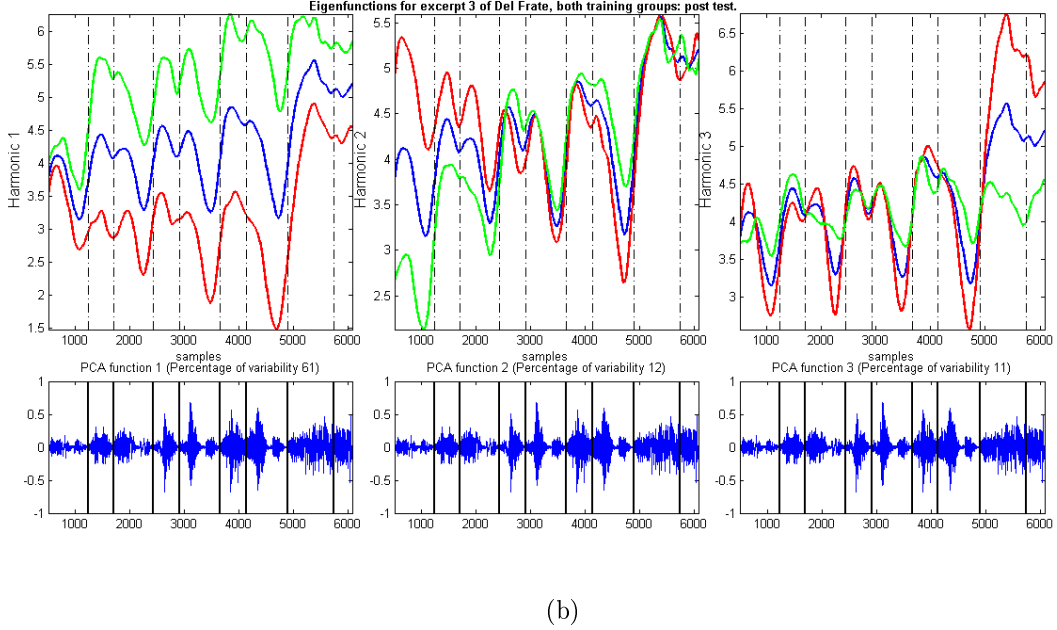 Eigenfunctions for excerpt 3 of Del Frate, both training groups: post test.
Harmonic 1
6
5.5
5
4.5
4
3.5
3
2.5
2
1.5
1000 2000 3000 4000 5000 6000
Harmonic 2
5.5
5
4.5
4
3.5
3
2.5
1000 2000 3000 4000 5000 6000
samples
Harmonic 3
6.5
6
5.5
5
4.5
4
3.5
3
1000 2000 3000 4000 5000 6000
samples
PCA function 1 (Percentage of variability 61)
1
0.5
0
-0.5
-1
1000 2000 3000 4000 5000 6000
PCA function 2 (Percentage of variability 12)
1
0.5
0
-0.5
-1
1000 2000 3000 4000 5000 6000
PCA function 3 (Percentage of variability 11)
1
0.5
0
-0.5
-1
1000 2000 3000 4000 5000 6000
samples
(b)